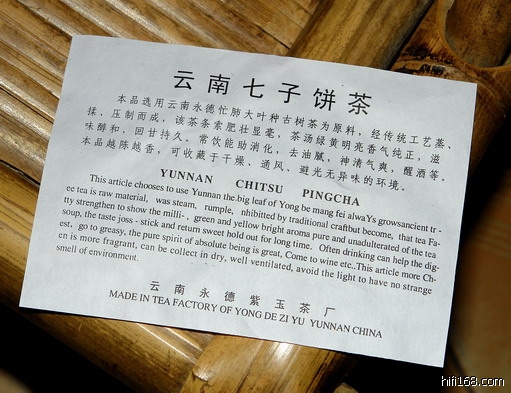 云南七子饼茶
本品选用云南永德忙肺大叶种古树茶为原料，经传统工艺蒸、
揉、压制而成，该茶条索肥壮显毫，茶汤绿黄明亮香气纯正，滋
味醇和，回甘持久。常饮能助消化，去油腻，神清气爽，醒酒等。
本品越陈越香，可收藏于干燥、通风、避光无异味的环境。
YUNNAN CHITSU PINGCHA
This article chooses to use Yunnan the.big leaf of Yong be mang fei alwaYs growsancient tr-
ee tea is raw material, was steam, rumple, nhibitted by traditional craftbut become, that tea Fa-
tty strengthen to show the milli-, green and yellow bright aroma pure and unadulterated of the tea
soup, the taste joss - stick and return sweet hold out for long time. Often drinking can help the dig-
est, go to greasy, the pure spirit of absolute being is great, Come to wine etc..This article more Ch-
en is more fragrant, can be collect in dry, well ventilated, avoid the light to have no strange
smell of environment.
云南永德紫玉茶厂
MADE IN TEA FACTORY OF YONG DE ZI YU YUNNAN CHINA
hifi168.com